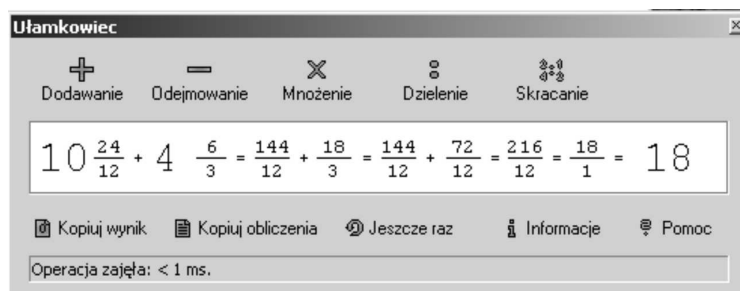 Ułamkowiec
Dodawanie Odejmowanie Mnożenie Dzielenie Skracanie
10 24/12 + 4 6/3 = 144/12 + 18/3 = 144/12 + 72/12 = 216/12 = 18/1 = 18
Kopiuj wynik Kopiuj obliczenia Jeszcze raz Informacje Pomoc
Operacja zajęła: < 1 ms.